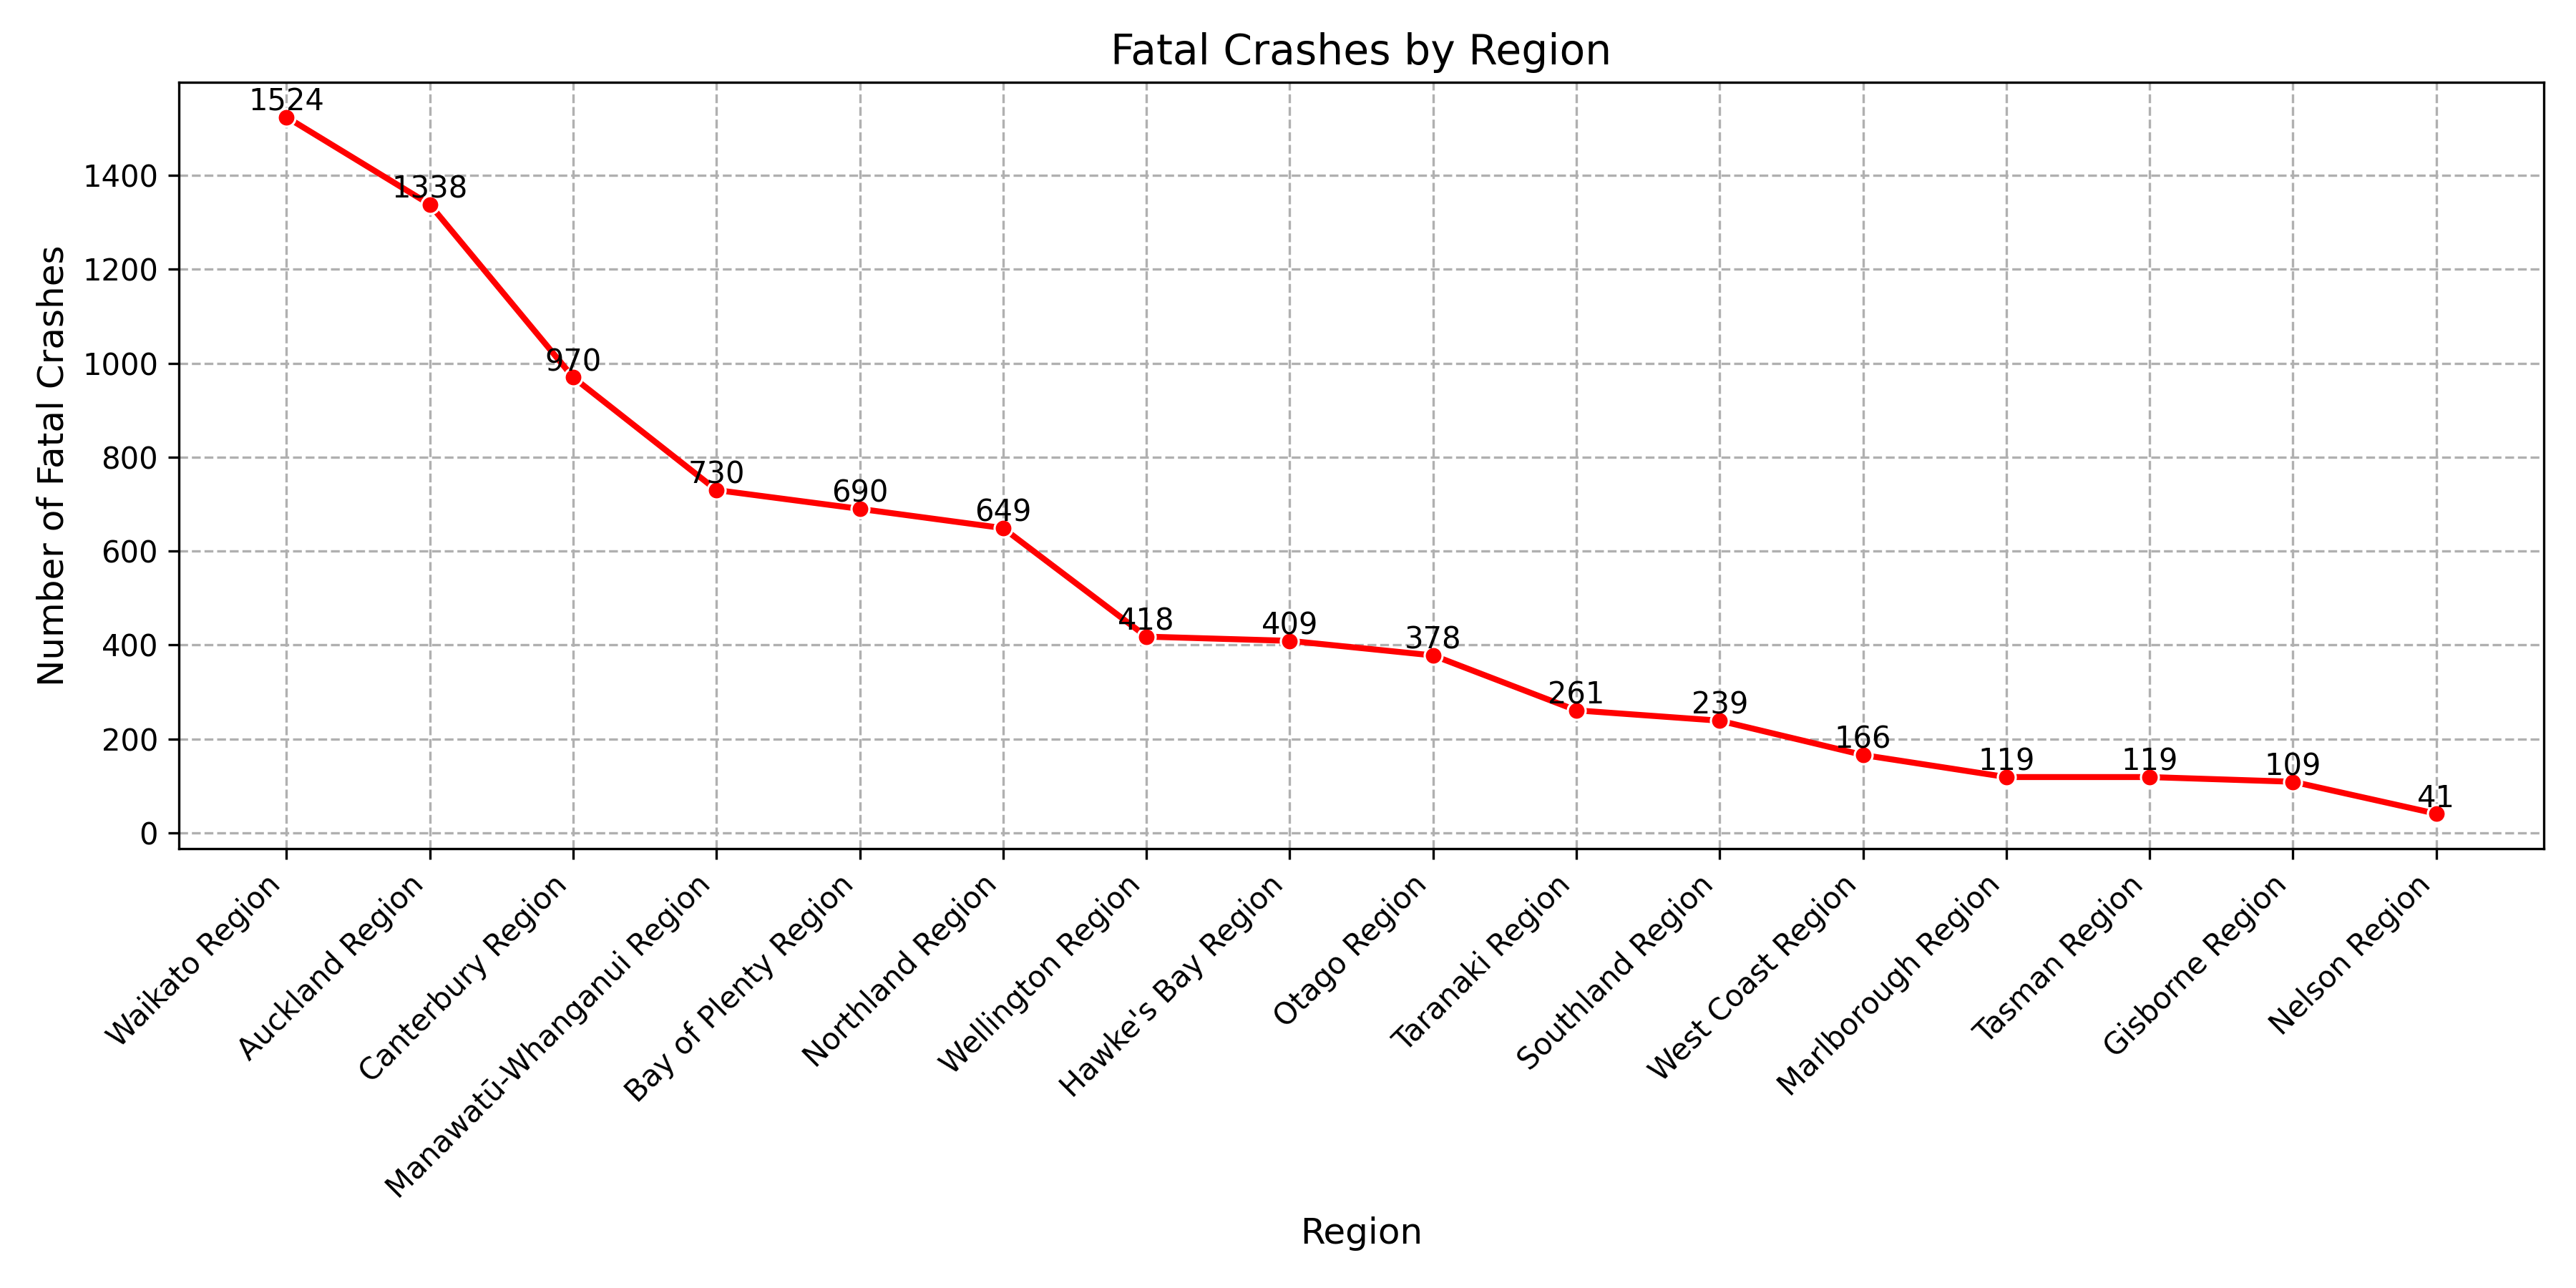 Fatal Crashes by Region
Number of Fatal Crashes
1400
1200
1000
800
600
400
200
0
1524
1338
970
730
690
649
418
409
378
261
239
166
119
119
109
41
Waikato Region
Auckland Region
Canterbury Region
Manawatū-Whanganui Region
Bay of Plenty Region
Northland Region
Wellington Region
Hawke's Bay Region
Otago Region
Taranaki Region
Southland Region
West Coast Region
Marlborough Region
Tasman Region
Gisborne Region
Nelson Region
Region